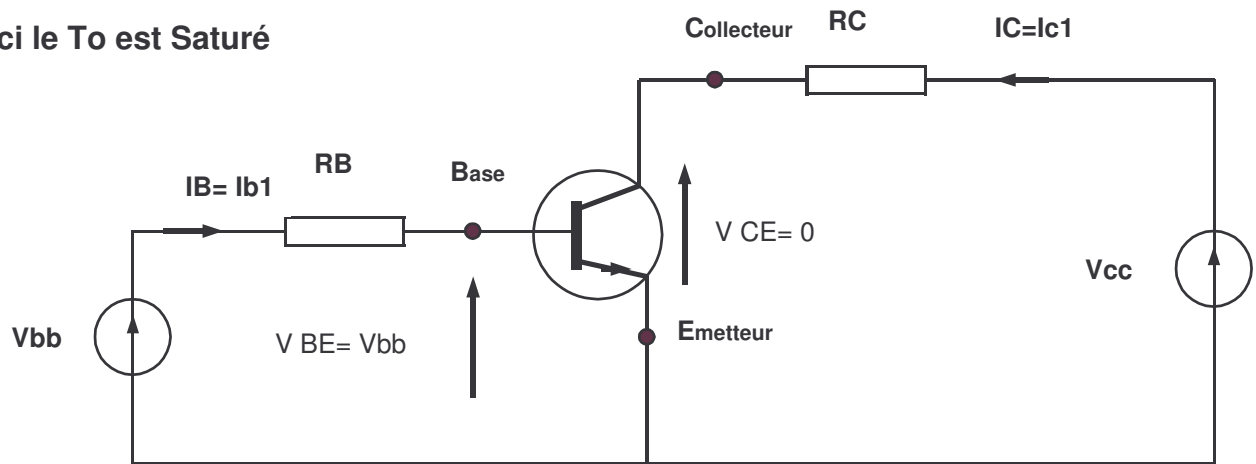 ci le To est Saturé
Collecteur
RC
IC=Ic1
RB
Base
IB= Ib1
V CE= 0
Vcc
Vbb
V BE= Vbb
Emetteur